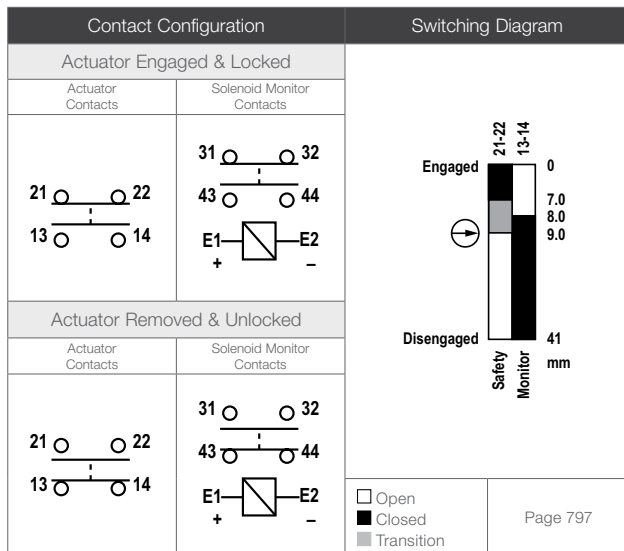 Contact Configuration
Switching Diagram
Actuator Engaged & Locked
Actuator
Contacts
Solenoid Monitor
Contacts
21 22
13 14
31 32
43 44
E1 E2
+ –
Actuator Removed & Unlocked
Actuator
Contacts
Solenoid Monitor
Contacts
21 22
13 14
31 32
43 44
E1 E2
+ –
21-22
13-14
Engaged 0
7.0
8.0
9.0
Disengaged 41
mm
Safety
Monitor
Open
Closed
Transition
Page 797